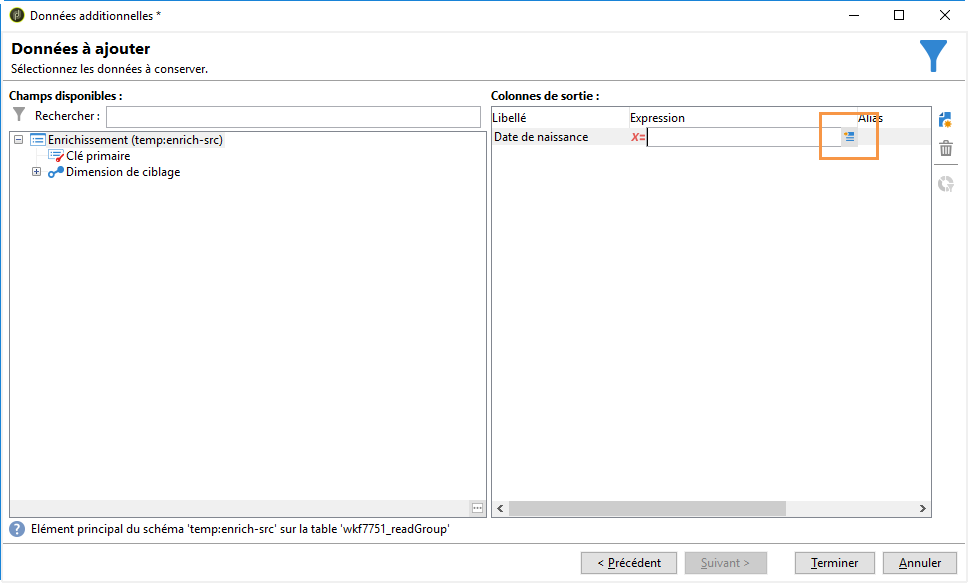 Données additionnelles *
Données à ajouter
Sélectionnez les données à conserver.
Champs disponibles :
Rechercher :
Enrichissement (temp:enrich-src)
Clé primaire
Dimension de ciblage
Colonnes de sortie :
Libellé Expression Alias
Date de naissance
Elément principal du schéma 'temp:enrich-src' sur la table 'wkf7751_readGroup'
< Précédent Suivant > Terminer Annuler